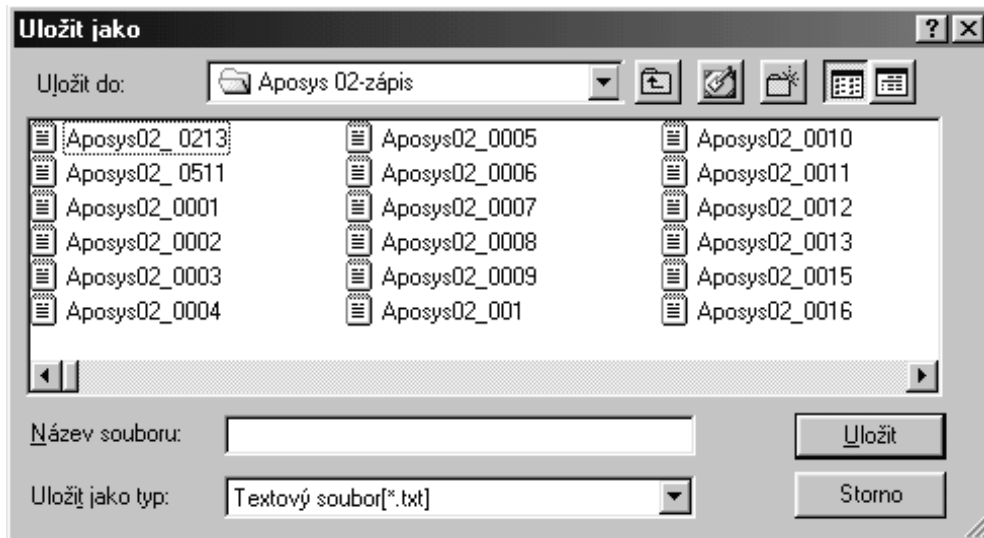 Uložit jako
Uložit do: Aposys 02-zápis
Aposys02_ 0213 Aposys02_0005 Aposys02_0010
Aposys02_ 0511 Aposys02_0006 Aposys02_0011
Aposys02_0001 Aposys02_0007 Aposys02_0012
Aposys02_0002 Aposys02_0008 Aposys02_0013
Aposys02_0003 Aposys02_0009 Aposys02_0015
Aposys02_0004 Aposys02_001 Aposys02_0016
Název souboru: Uložit
Uložit jako typ: Textový soubor[*.txt] Storno